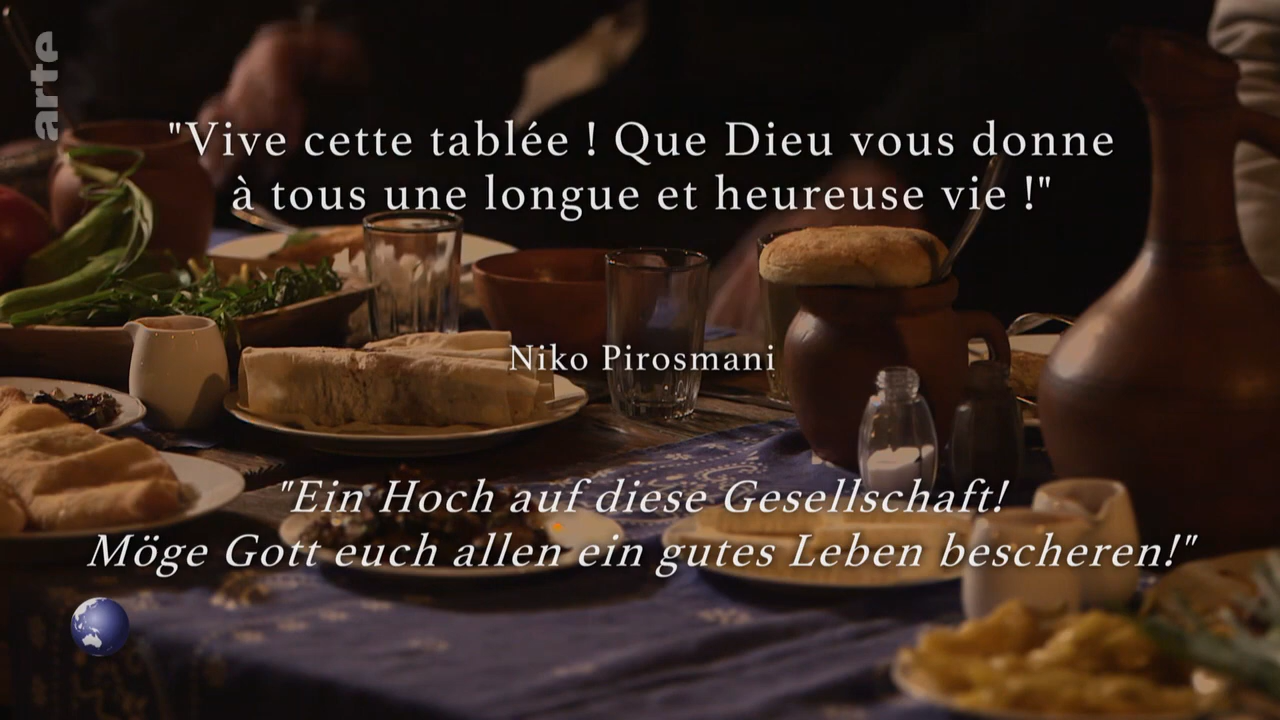 arte
"Vive cette tablée ! Que Dieu vous donne
à tous une longue et heureuse vie !"
Niko Pirosmani
"Ein Hoch auf diese Gesellschaft!
Möge Gott euch allen ein gutes Leben bescheren!"